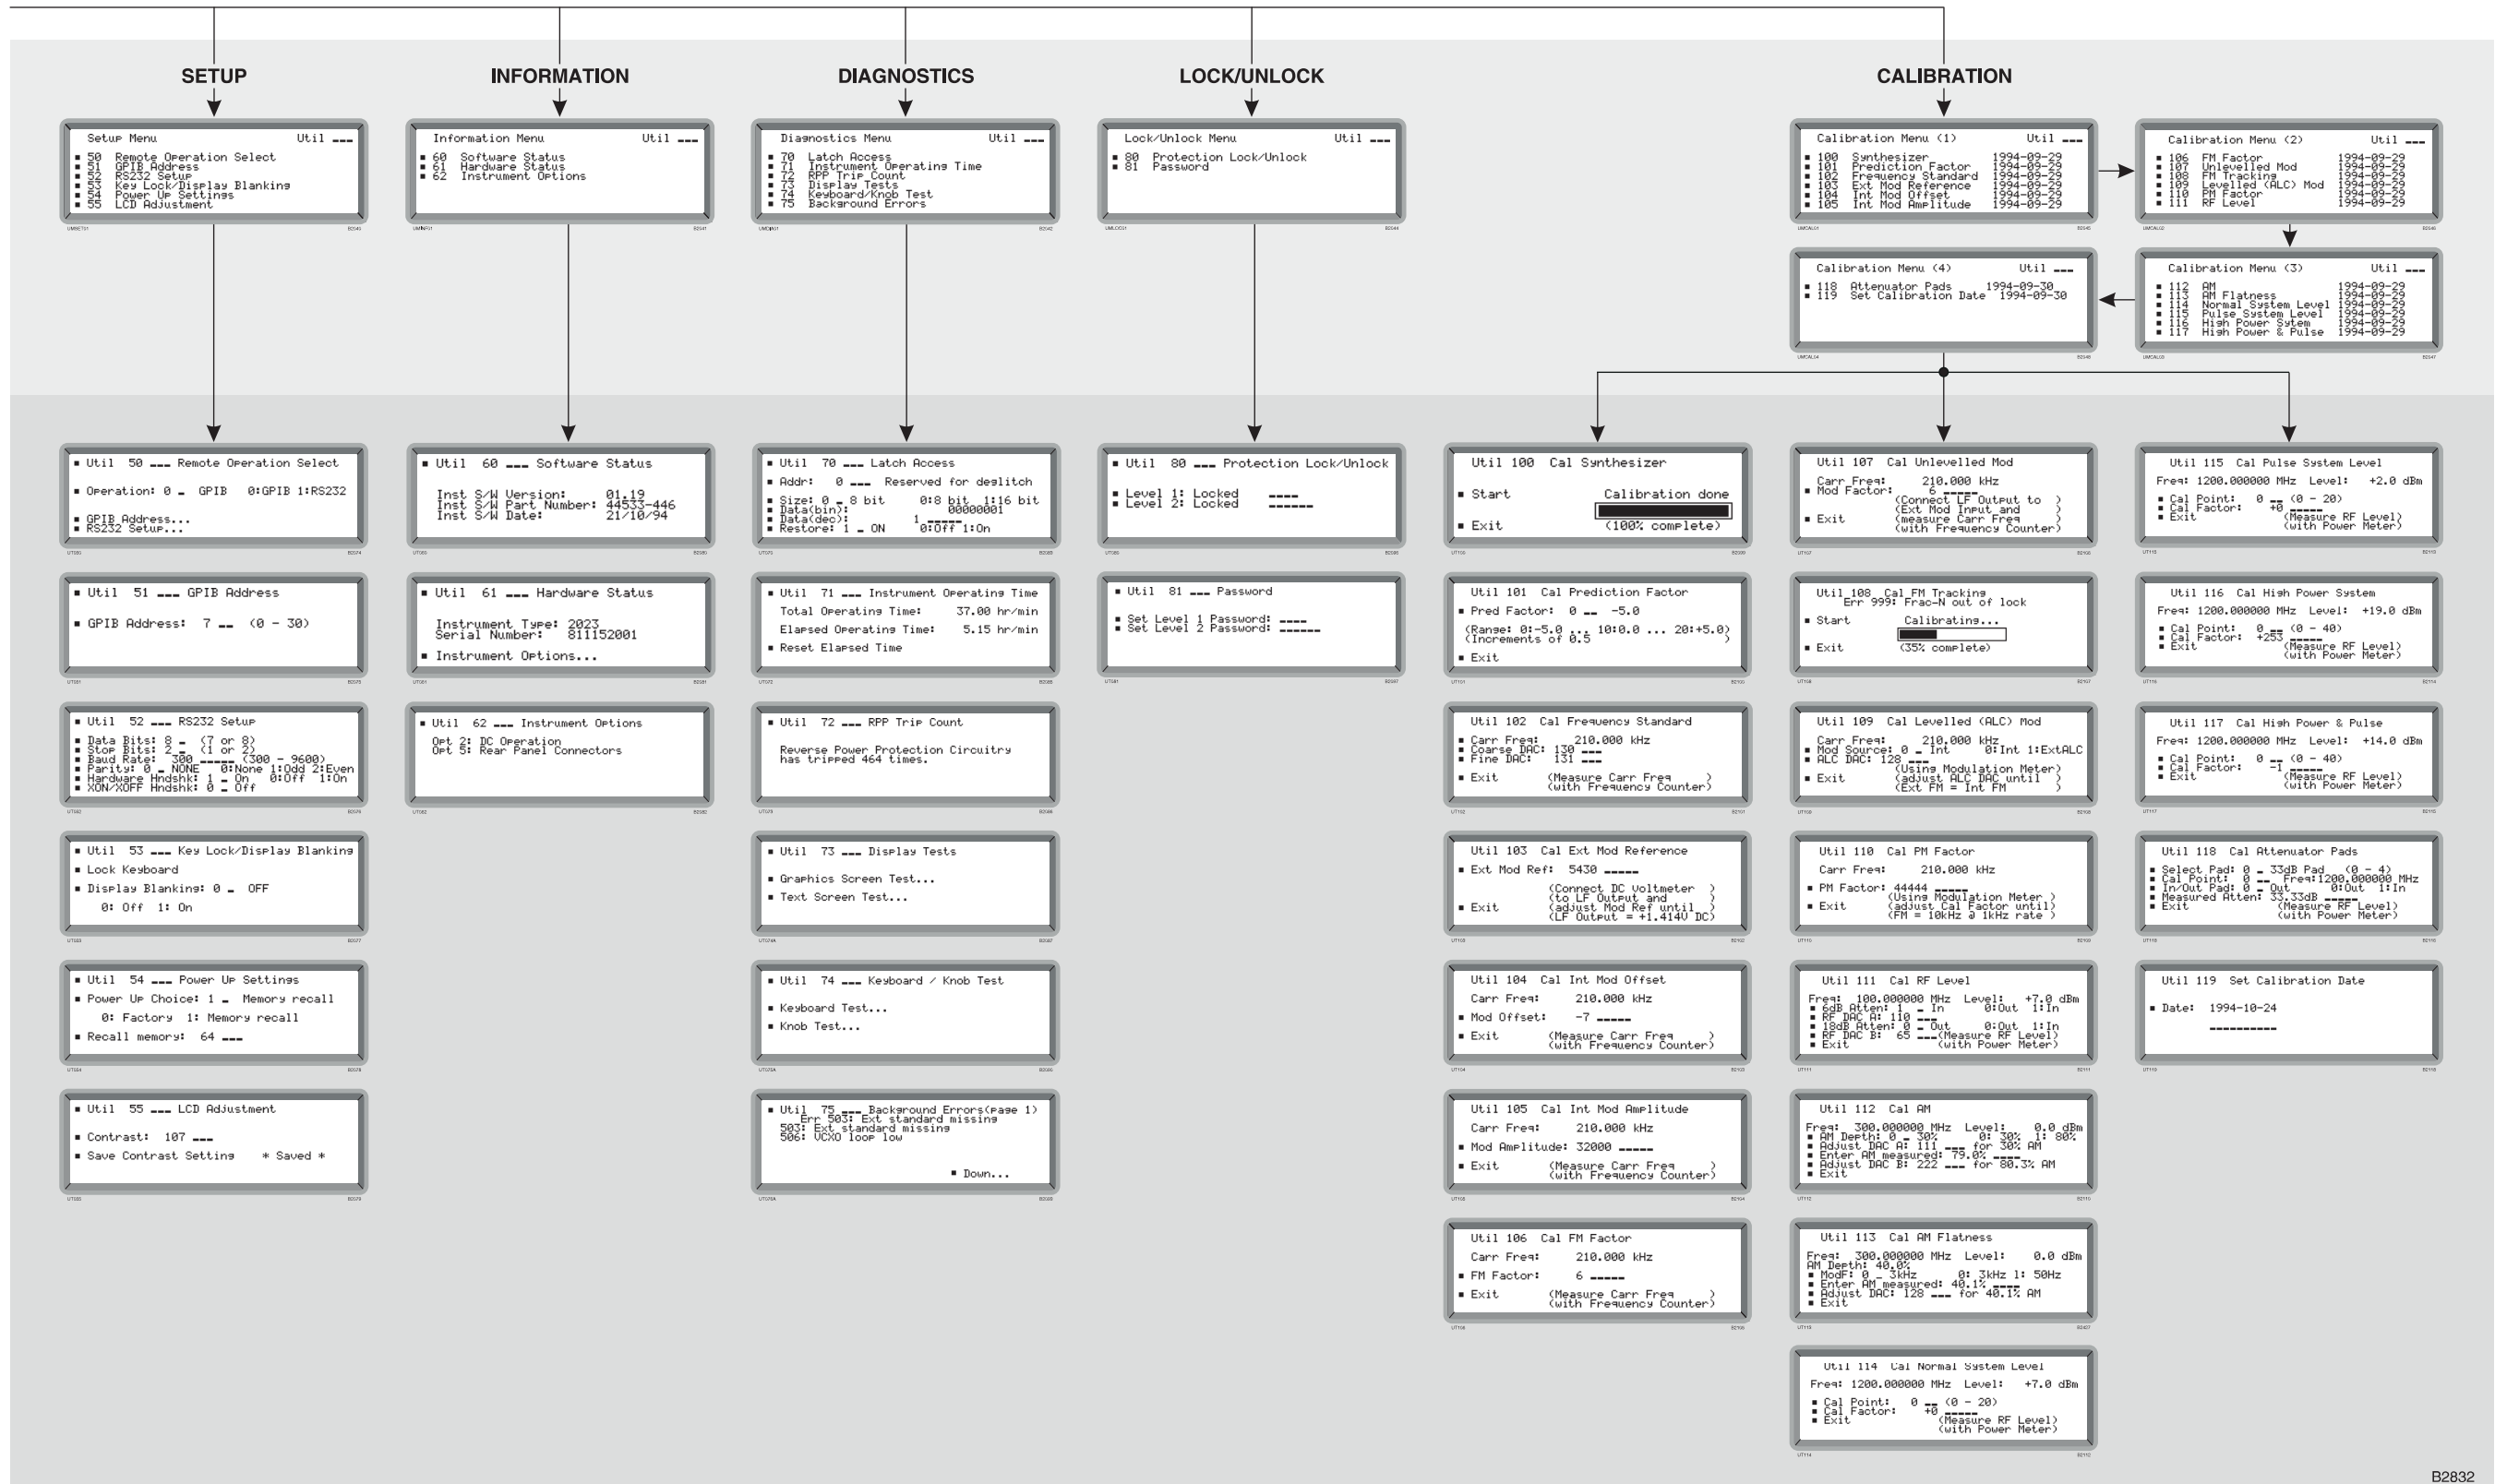 SETUP
INFORMATION
DIAGNOSTICS
LOCK/UNLOCK
CALIBRATION
Setup Menu Util ___
50 Remote Operation Select
51 GPIB Address
52 RS232 Setup
53 Key Lock/Display Blanking
54 Power Up Settings
55 LCD Adjustment
Information Menu Util ___
60 Software Status
61 Hardware Status
62 Instrument Options
Diagnostics Menu Util ___
70 Latch Access
71 Instrument Operating Time
72 RPP Trip Count
73 Display Tests
74 Keyboard/Knob Test
75 Background Errors
Lock/Unlock Menu Util ___
80 Protection Lock/Unlock
81 Password
Calibration Menu (1) Util ___
100 Synthesizer 1994-09-29
101 Prediction Factor 1994-09-29
102 Frequency Standard 1994-09-29
103 Ext Mod Reference 1994-09-29
104 Int Mod Offset 1994-09-29
105 Int Mod Amplitude 1994-09-29
Calibration Menu (2) Util ___
106 FM Factor 1994-09-29
107 Unlevelled Mod 1994-09-29
108 FM Tracking 1994-09-29
109 Levelled (ALC) Mod 1994-09-29
110 PM Factor 1994-09-29
111 RF Level 1994-09-29
Calibration Menu (3) Util ___
112 AM 1994-09-29
113 AM Flatness 1994-09-29
114 Normal System Level 1994-09-29
115 Pulse System Level 1994-09-29
116 High Power Sytem 1994-09-29
117 High Power & Pulse 1994-09-29
Calibration Menu (4) Util ___
118 Attenuator Pads 1994-09-30
119 Set Calibration Date 1994-09-30
Util 50 ___ Remote Operation Select
Operation: 0 _ GPIB 0:GPIB 1:RS232
GPIB Address...
RS232 Setup...
Util 51 ___ GPIB Address
GPIB Address: 7 __ (0 - 30)
Util 52 ___ RS232 Setup
Data Bits: 8 _ (7 or 8)
Stop Bits: 2 _ (1 or 2)
Baud Rate: 300 _____ (300 - 9600)
Parity: 0 _ NONE 0:None 1:Odd 2:Even
Hardware Hndshk: 1 _ On 0:Off 1:On
XON/XOFF Hndshk: 0 _ Off
Util 53 ___ Key Lock/Display Blanking
Lock Keyboard
Display Blanking: 0 _ OFF
0: Off 1: On
Util 54 ___ Power Up Settings
Power Up Choice: 1 _ Memory recall
0: Factory 1: Memory recall
Recall memory: 64 ___
Util 55 ___ LCD Adjustment
Contrast: 107 ___
Save Contrast Setting * Saved *
Util 60 ___ Software Status
Inst S/W Version: 01.19
Inst S/W Part Number: 44533-446
Inst S/W Date: 21/10/94
Util 61 ___ Hardware Status
Instrument Type: 2023
Serial Number: 811152001
Instrument Options...
Util 62 ___ Instrument Options
Opt 2: DC Operation
Opt 5: Rear Panel Connectors
Util 70 ___ Latch Access
Addr: 0 ___ Reserved for deglitch
Size: 0 _ 8 bit 0:8 bit 1:16 bit
Data(bin): 00000001
Data(dec): 1 _____
Restore: 1 _ ON 0:Off 1:On
Util 71 ___ Instrument Operating Time
Total Operating Time: 37.00 hr/min
Elapsed Operating Time: 5.15 hr/min
Reset Elapsed Time
Util 72 ___ RPP Trip Count
Reverse Power Protection Circuitry
has tripped 464 times.
Util 73 ___ Display Tests
Graphics Screen Test...
Text Screen Test...
Util 74 ___ Keyboard / Knob Test
Keyboard Test...
Knob Test...
Util 75 ___ Background Errors(page 1)
Err 503: Ext standard missing
503: Ext standard missing
506: VCXO loop low
Down...
Util 80 ___ Protection Lock/Unlock
Level 1: Locked ____
Level 2: Locked ______
Util 81 ___ Password
Set Level 1 Password: ____
Set Level 2 Password: ______
Util 100 Cal Synthesizer
Start Calibration done
Exit (100% complete)
Util 101 Cal Prediction Factor
Pred Factor: 0 __ -5.0
(Range: 0:-5.0 ... 10:0.0 ... 20:+5.0)
(Increments of 0.5 )
Exit
Util 102 Cal Frequency Standard
Carr Freq: 210.000 kHz
Coarse DAC: 130 ___
Fine DAC: 131 ___
Exit (Measure Carr Freq )
(with Frequency Counter)
Util 103 Cal Ext Mod Reference
Ext Mod Ref: 5430 _____
(Connect DC Voltmeter )
(to LF Output and )
Exit (adjust Mod Ref until )
(LF Output = +1.414V DC)
Util 104 Cal Int Mod Offset
Carr Freq: 210.000 kHz
Mod Offset: -7 _____
Exit (Measure Carr Freq )
(with Frequency Counter)
Util 105 Cal Int Mod Amplitude
Carr Freq: 210.000 kHz
Mod Amplitude: 32000 _____
Exit (Measure Carr Freq )
(with Frequency Counter)
Util 106 Cal FM Factor
Carr Freq: 210.000 kHz
FM Factor: 6 _____
Exit (Measure Carr Freq )
(with Frequency Counter)
Util 107 Cal Unlevelled Mod
Carr Freq: 210.000 kHz
Mod Factor: 6 _____
(Connect LF Output to )
(Ext Mod Input and )
Exit (measure Carr Freq )
(with Frequency Counter)
Util 108 Cal FM Tracking
Err 999: Frac-N out of lock
Start Calibrating...
Exit (35% complete)
Util 109 Cal Levelled (ALC) Mod
Carr Freq: 210.000 kHz
Mod Source: 0 _ Int 0:Int 1:ExtALC
ALC DAC: 128 ___
(Using Modulation Meter)
Exit (adjust ALC DAC until )
(Ext FM = Int FM )
Util 110 Cal PM Factor
Carr Freq: 210.000 kHz
PM Factor: 44444 _____
(Using Modulation Meter )
Exit (adjust Cal Factor until)
(FM = 10kHz @ 1kHz rate )
Util 111 Cal RF Level
Freq: 100.000000 MHz Level: +7.0 dBm
6dB Atten: 1 _ In 0:Out 1:In
RF DAC A: 110 ___
18dB Atten: 0 _ Out 0:Out 1:In
RF DAC B: 65 ___(Measure RF Level)
Exit (with Power Meter)
Util 112 Cal AM
Freq: 300.000000 MHz Level: 0.0 dBm
AM Depth: 0 _ 30% 0: 30% 1: 80%
Adjust DAC A: 111 ___ for 30% AM
Enter AM measured: 79.0% ____
Adjust DAC B: 222 ___ for 80.3% AM
Exit
Util 113 Cal AM Flatness
Freq: 300.000000 MHz Level: 0.0 dBm
AM Depth: 40.0%
ModF: 0 _ 3kHz 0: 3kHz 1: 50Hz
Enter AM measured: 40.1% ____
Adjust DAC: 128 ___ for 40.1% AM
Exit
Util 114 Cal Normal System Level
Freq: 1200.000000 MHz Level: +7.0 dBm
Cal Point: 0 __ (0 - 20)
Cal Factor: +0 _____
Exit (Measure RF Level)
(with Power Meter)
Util 115 Cal Pulse System Level
Freq: 1200.000000 MHz Level: +2.0 dBm
Cal Point: 0 __ (0 - 20)
Cal Factor: +0 _____
Exit (Measure RF Level)
(with Power Meter)
Util 116 Cal High Power System
Freq: 1200.000000 MHz Level: +19.0 dBm
Cal Point: 0 __ (0 - 40)
Cal Factor: +253 _____
Exit (Measure RF Level)
(with Power Meter)
Util 117 Cal High Power & Pulse
Freq: 1200.000000 MHz Level: +14.0 dBm
Cal Point: 0 __ (0 - 40)
Cal Factor: -1 _____
Exit (Measure RF Level)
(with Power Meter)
Util 118 Cal Attenuator Pads
Select Pad: 0 _ 33dB Pad (0 - 4)
Cal Point: 0 __ Freq:1200.000000 MHz
In/Out Pad: 0 _ Out 0:Out 1:In
Measured Atten: 33.33dB _____
Exit (Measure RF Level)
(with Power Meter)
Util 119 Set Calibration Date
Date: 1994-10-24
__________
B2832